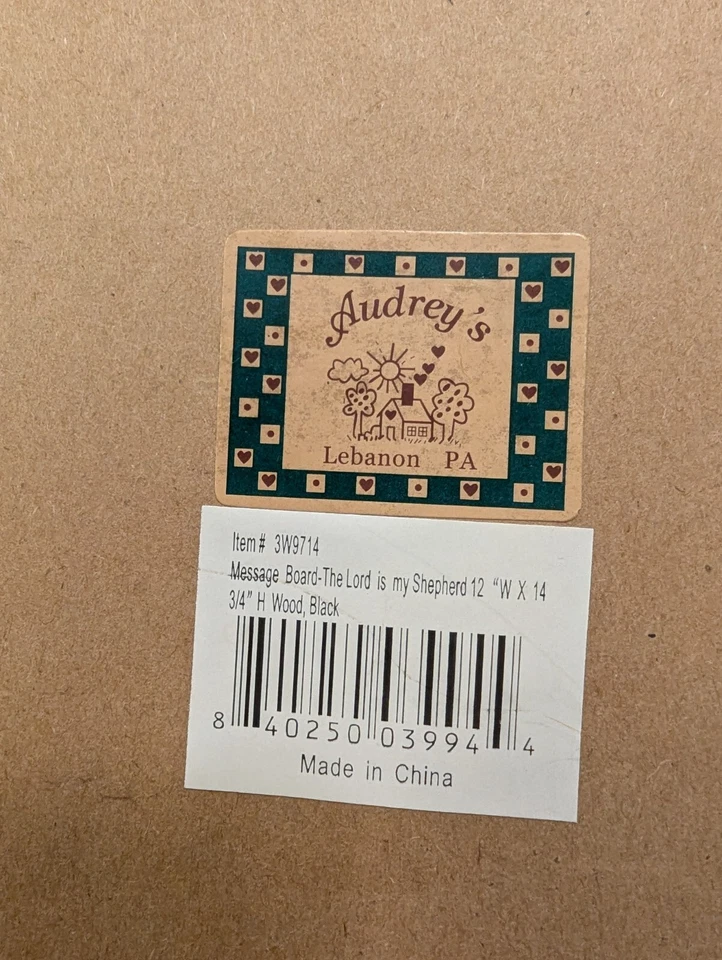 Audrey's
Lebanon PA
Item# 3W9714
Message Board-The Lord is my Shepherd 12 “W X 14
3/4” H Wood, Black
8 40250 03994 4
Made in China